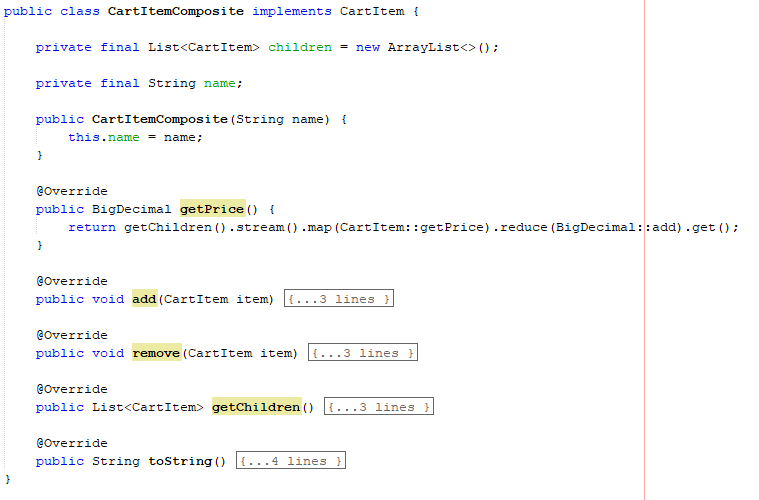 public class CartItemComposite implements CartItem {
private final List<CartItem> children = new ArrayList<>();
private final String name;
public CartItemComposite(String name) {
this.name = name;
}
@Override
public BigDecimal getPrice() {
return getChildren().stream().map(CartItem::getPrice).reduce(BigDecimal::add).get();
}
@Override
public void add(CartItem item) {...3 lines }
@Override
public void remove(CartItem item) {...3 lines }
@Override
public List<CartItem> getChildren() {...3 lines }
@Override
public String toString() {...4 lines }
}